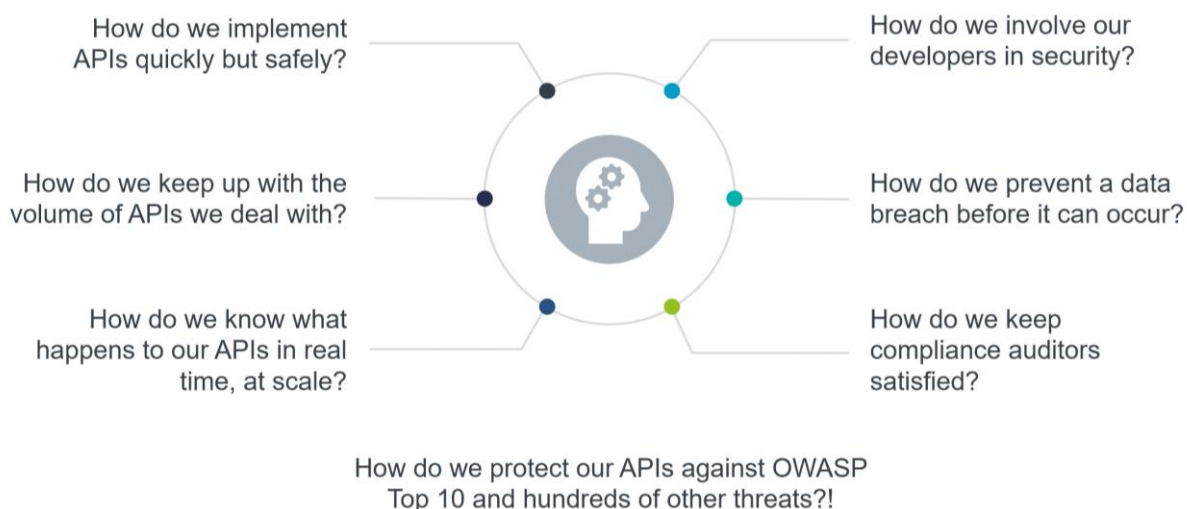 How do we implement
APIs quickly but safely?
How do we involve our
developers in security?
How do we keep up with the
volume of APIs we deal with?
How do we prevent a data
breach before it can occur?
How do we know what
happens to our APIs in real
time, at scale?
How do we keep
compliance auditors
satisfied?
How do we protect our APIs against OWASP
Top 10 and hundreds of other threats?!